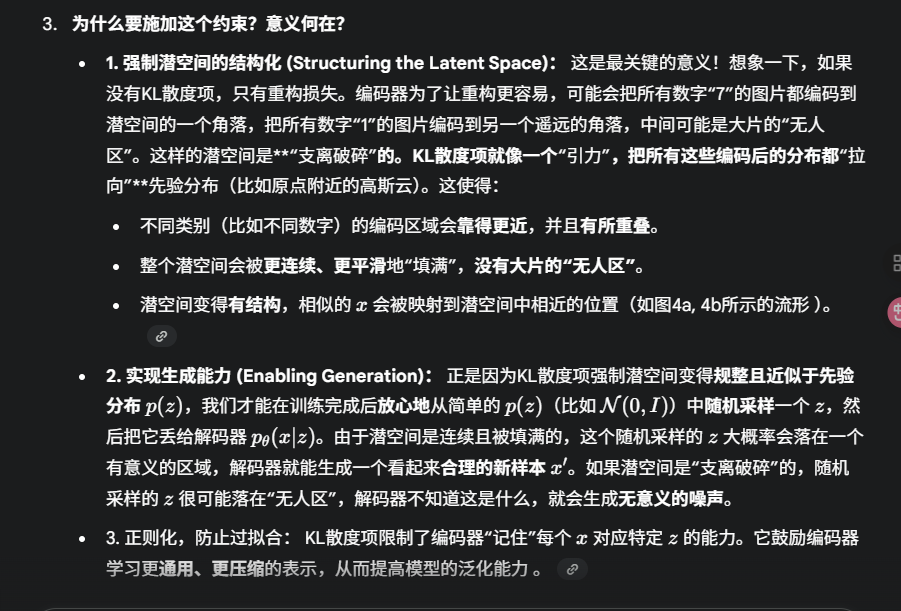 3. 为什么要施加这个约束？意义何在？
• 1. 强制潜空间的结构化 (Structuring the Latent Space)： 这是最关键的意义！想象一下，如果
没有KL散度项，只有重构损失。编码器为了让重构更容易，可能会把所有数字“7”的图片都编码到
潜空间的一个角落，把所有数字“1”的图片编码到另一个遥远的角落，中间可能是大片的“无人
区”。这样的潜空间是**“支离破碎”的。KL散度项就像一个“引力”，把所有这些编码后的分布都“拉
向”**先验分布（比如原点附近的高斯云）。这使得：
• 不同类别（比如不同数字）的编码区域会靠得更近，并且有所重叠。
• 整个潜空间会被更连续、更平滑地“填满”，没有大片的“无人区”。
• 潜空间变得有结构，相似的 x 会被映射到潜空间中相近的位置（如图4a, 4b所示的流形 ）。
• 2. 实现生成能力 (Enabling Generation)： 正是因为KL散度项强制潜空间变得规整且近似于先验
分布 p(z)，我们才能在训练完成后放心地从简单的 p(z)（比如 𝒩(0, I)）中随机采样一个 z，然
后把它丢给解码器 pθ(x|z)。由于潜空间是连续且被填满的，这个随机采样的 z 大概率会落在一个
有意义的区域，解码器就能生成一个看起来合理的新样本 x′。如果潜空间是“支离破碎”的，随机
采样的 z 很可能落在“无人区”，解码器不知道这是什么，就会生成无意义的噪声。
• 3. 正则化，防止过拟合： KL散度项限制了编码器“记住”每个 x 对应特定 z 的能力。它鼓励编码器
学习更通用、更压缩的表示，从而提高模型的泛化能力 。